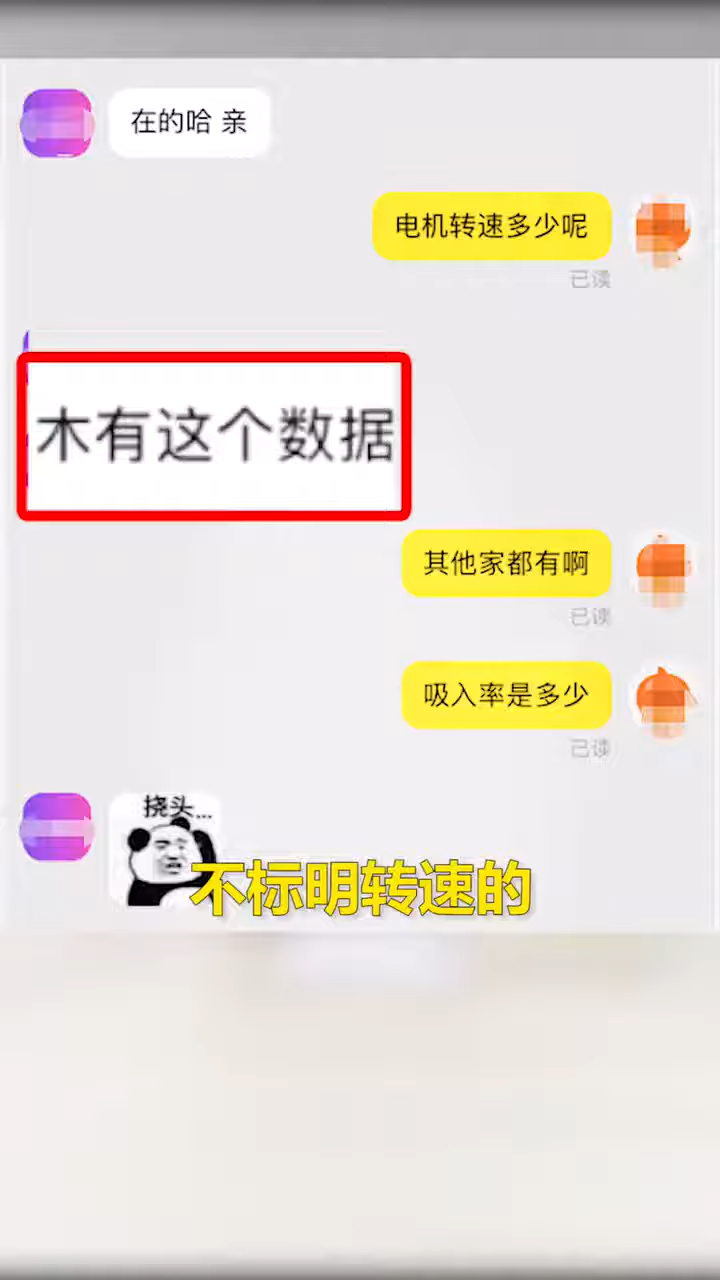 在的哈 亲
电机转速多少呢
已读
木有这个数据
其他家都有啊
已读
吸入率是多少
已读
挠头...
不标明转速的